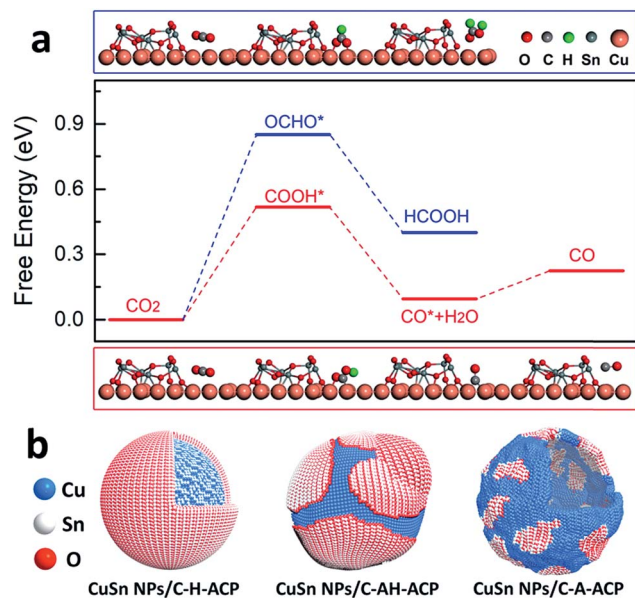 a
O C H Sn Cu
Free Energy (eV)
0.9
0.6
0.3
0.0
OCHO*
COOH*
HCOOH
CO2
CO*+H2O
CO
b
Cu
Sn
O
CuSn NPs/C-H-ACP
CuSn NPs/C-AH-ACP
CuSn NPs/C-A-ACP